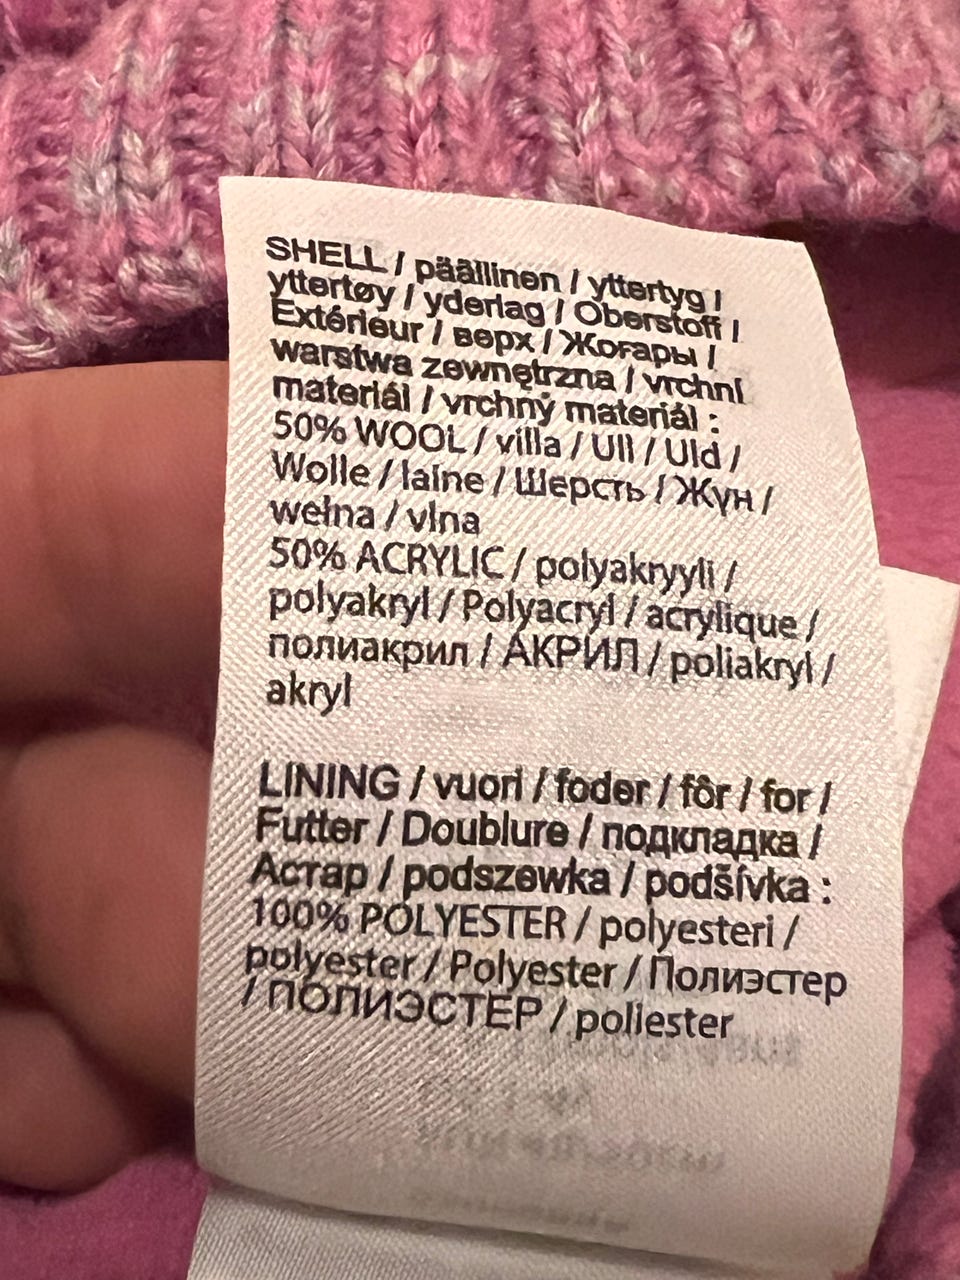 SHELL / päällinen / yttertyg /
yttertøy / yderlag / Oberstoff /
Extérieur / верх / Жоғары /
warstwa zewnętrzna / vrchní
materiál / vrchný materiál :
50% WOOL / villa / Ull / Uld /
Wolle / laine / Шерсть / Жүн /
wełna / vlna
50% ACRYLIC / polyakryyli /
polyakryl / Polyacryl / acrylique /
полиакрил / АКРИЛ / poliakryl /
akryl
LINING / vuori / foder / fôr / for /
Futter / Doublure / подкладка /
Астар / podszewka / podšívka :
100% POLYESTER / polyesteri /
polyester / Polyester / Полиэстер
/ ПОЛИЭСТЕР / poliester